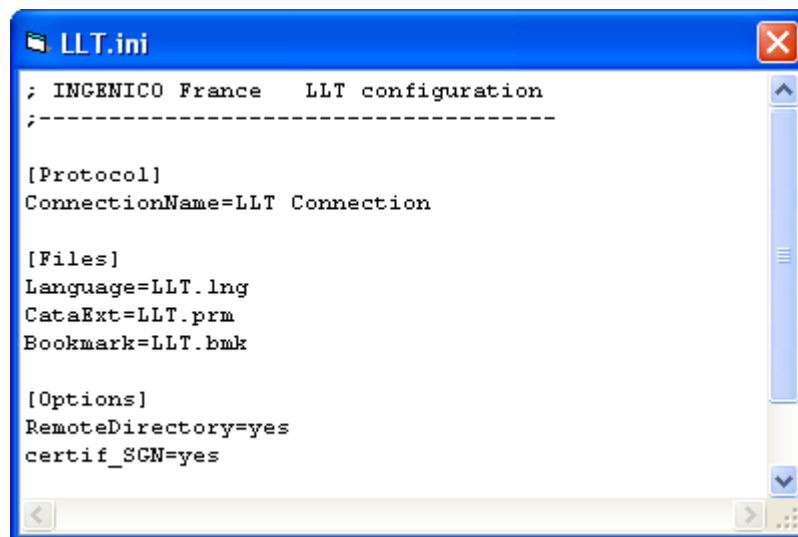 LLT.ini
; INGENICO France   LLT configuration
;-------------------------------------
[Protocol]
ConnectionName=LLT Connection
[Files]
Language=LLT.lng
CataExt=LLT.prm
Bookmark=LLT.bmk
[Options]
RemoteDirectory=yes
certif_SGN=yes